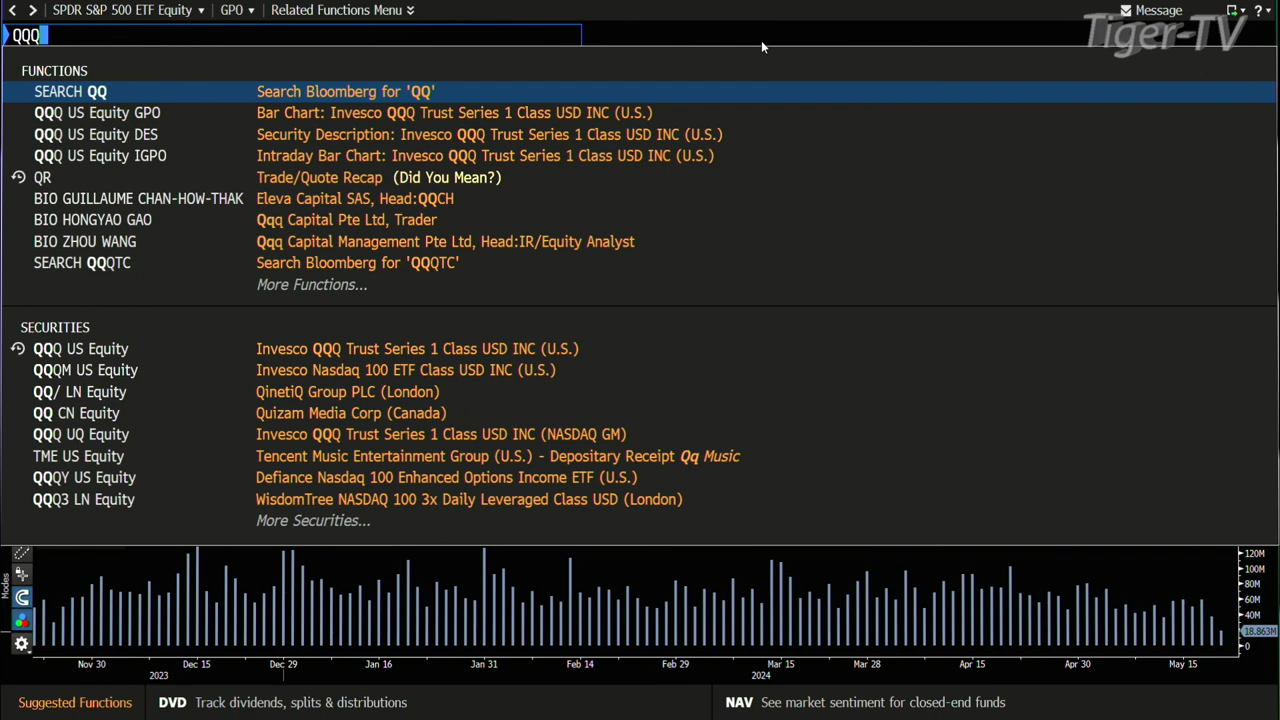 SPDR S&P 500 ETF Equity GPO Related Functions Menu Message ?
Tiger-TV
QQQ
FUNCTIONS
SEARCH QQ Search Bloomberg for 'QQ'
QQQ US Equity GPO Bar Chart: Invesco QQQ Trust Series 1 Class USD INC (U.S.)
QQQ US Equity DES Security Description: Invesco QQQ Trust Series 1 Class USD INC (U.S.)
QQQ US Equity IGPO Intraday Bar Chart: Invesco QQQ Trust Series 1 Class USD INC (U.S.)
QR Trade/Quote Recap (Did You Mean?)
BIO GUILLAUME CHAN-HOW-THAK Eleva Capital SAS, Head:QQCH
BIO HONGYAO GAO Qqq Capital Pte Ltd, Trader
BIO ZHOU WANG Qqq Capital Management Pte Ltd, Head:IR/Equity Analyst
SEARCH QQQTC Search Bloomberg for 'QQQTC'
More Functions...
SECURITIES
QQQ US Equity Invesco QQQ Trust Series 1 Class USD INC (U.S.)
QQQM US Equity Invesco Nasdaq 100 ETF Class USD INC (U.S.)
QQ/ LN Equity QinetiQ Group PLC (London)
QQ CN Equity Quizam Media Corp (Canada)
QQQ UQ Equity Invesco QQQ Trust Series 1 Class USD INC (NASDAQ GM)
TME US Equity Tencent Music Entertainment Group (U.S.) - Depositary Receipt Qq Music
QQQY US Equity Defiance Nasdaq 100 Enhanced Options Income ETF (U.S.)
QQQ3 LN Equity WisdomTree NASDAQ 100 3x Daily Leveraged Class USD (London)
More Securities...
Modes
120M
100M
80M
60M
40M
18.863M
0
Nov 30 Dec 15 Dec 29 Jan 16 Jan 31 Feb 14 Feb 29 Mar 15 Mar 28 Apr 15 Apr 30 May 15
2023 2024
Suggested Functions DVD Track dividends, splits & distributions NAV See market sentiment for closed-end funds